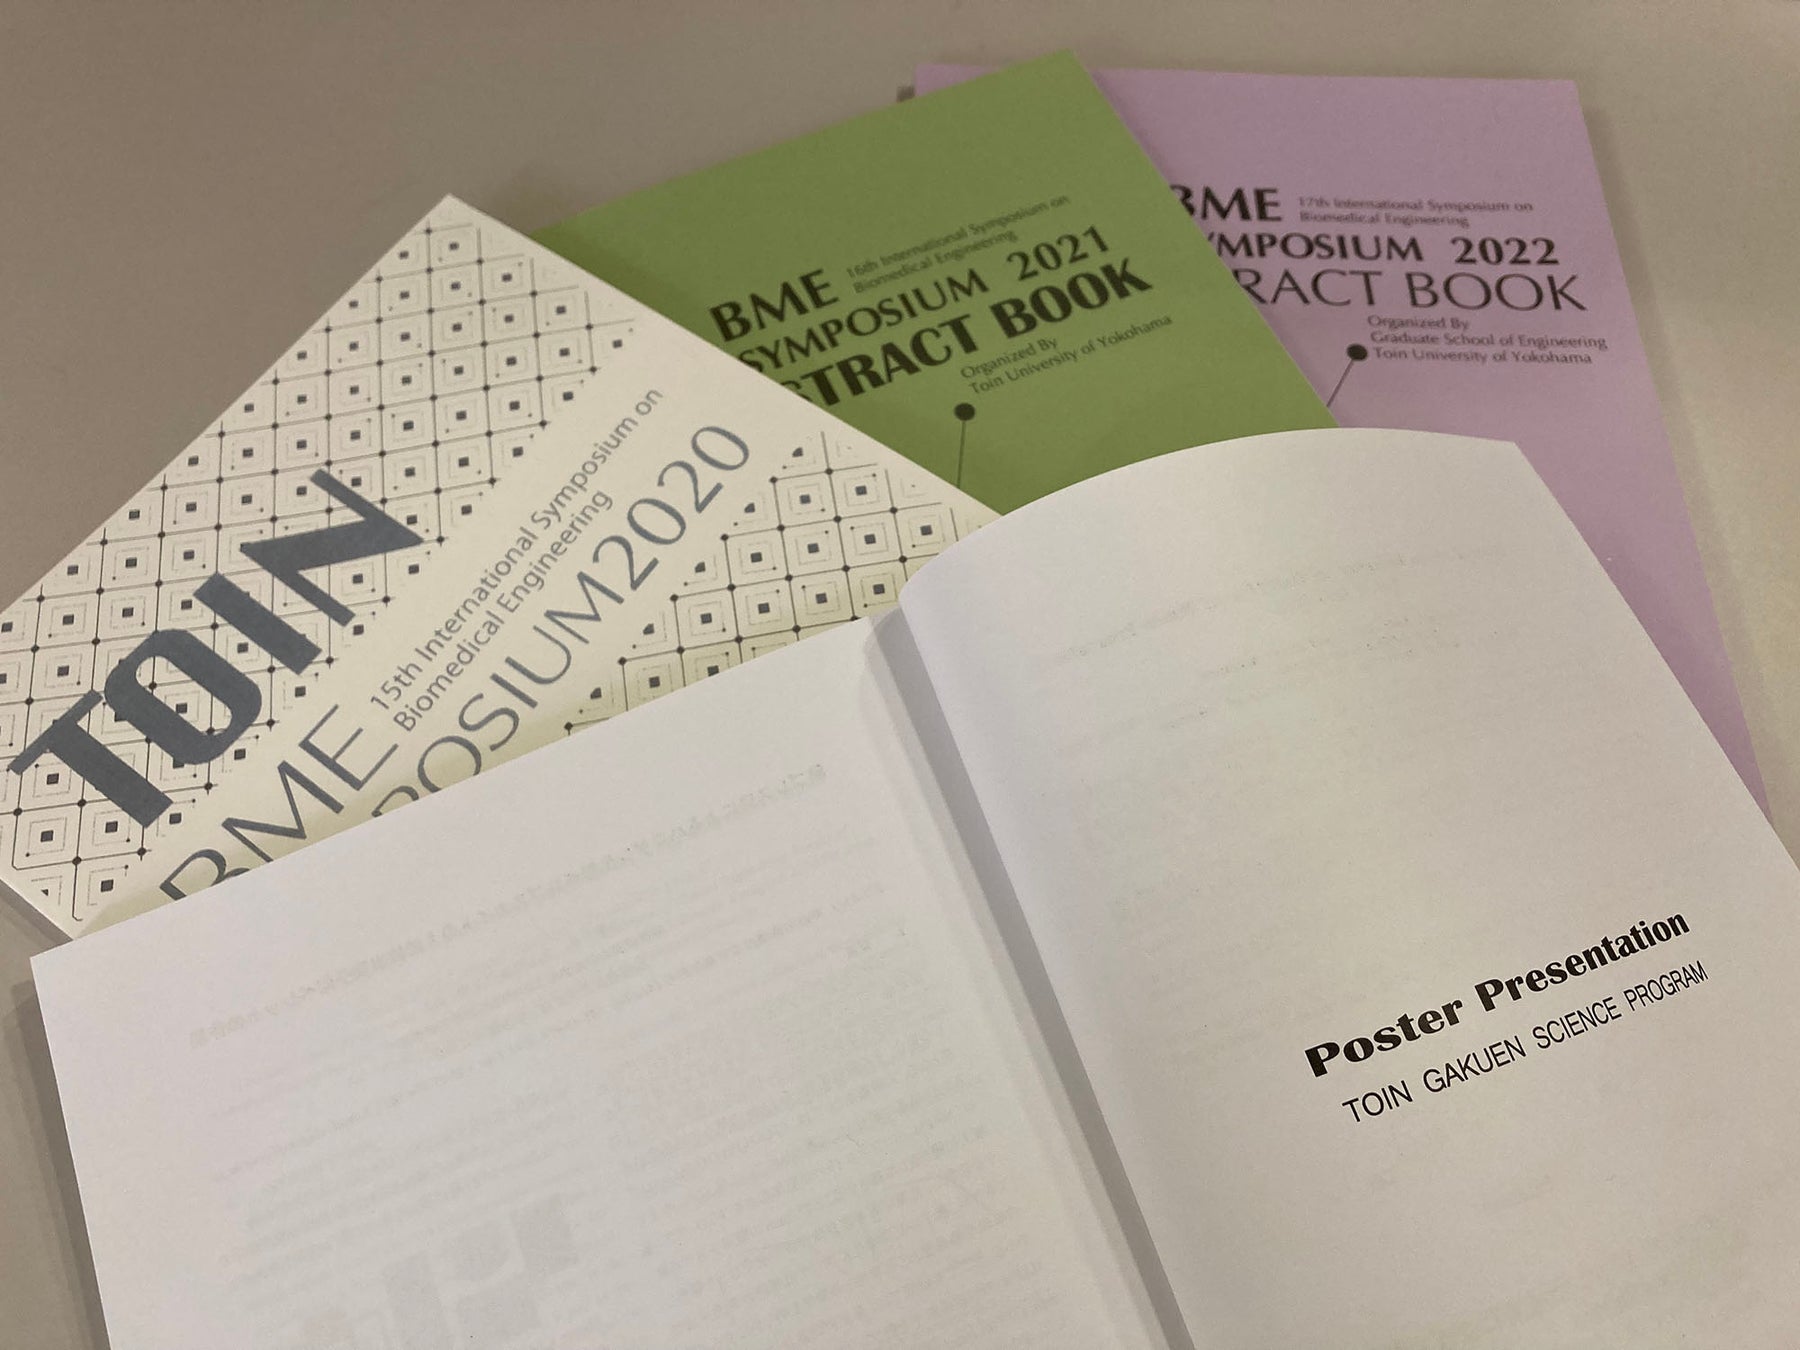 TOIN
BME
15th International Symposium on
Biomedical Engineering
POSIUM2020
BME
16th International Symposium on
Biomedical Engineering
SYMPOSIUM 2021
STRACT BOOK
Organized By
Toin University of Yokohama
BME
17th International Symposium on
Biomedical Engineering
YMPOSIUM 2022
RACT BOOK
Organized By
Graduate School of Engineering
Toin University of Yokohama
Poster Presentation
TOIN GAKUEN SCIENCE PROGRAM